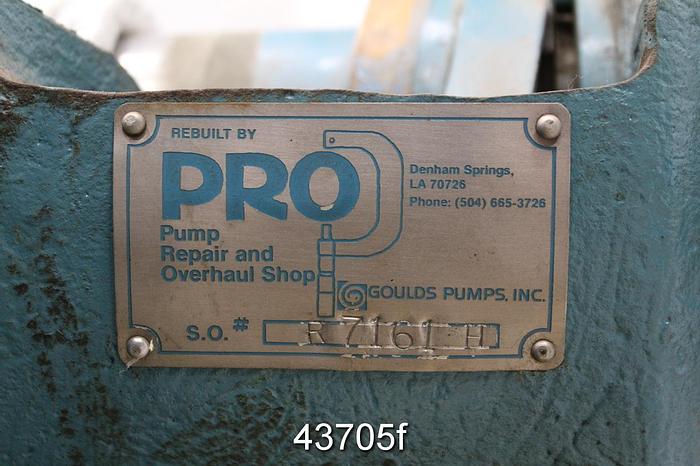 REBUILT BY
PRO
Pump
Repair and
Overhaul Shop
Denham Springs,
LA 70726
Phone: (504) 665-3726
GOULDS PUMPS, INC.
S.O. # R 7161 H
43705f